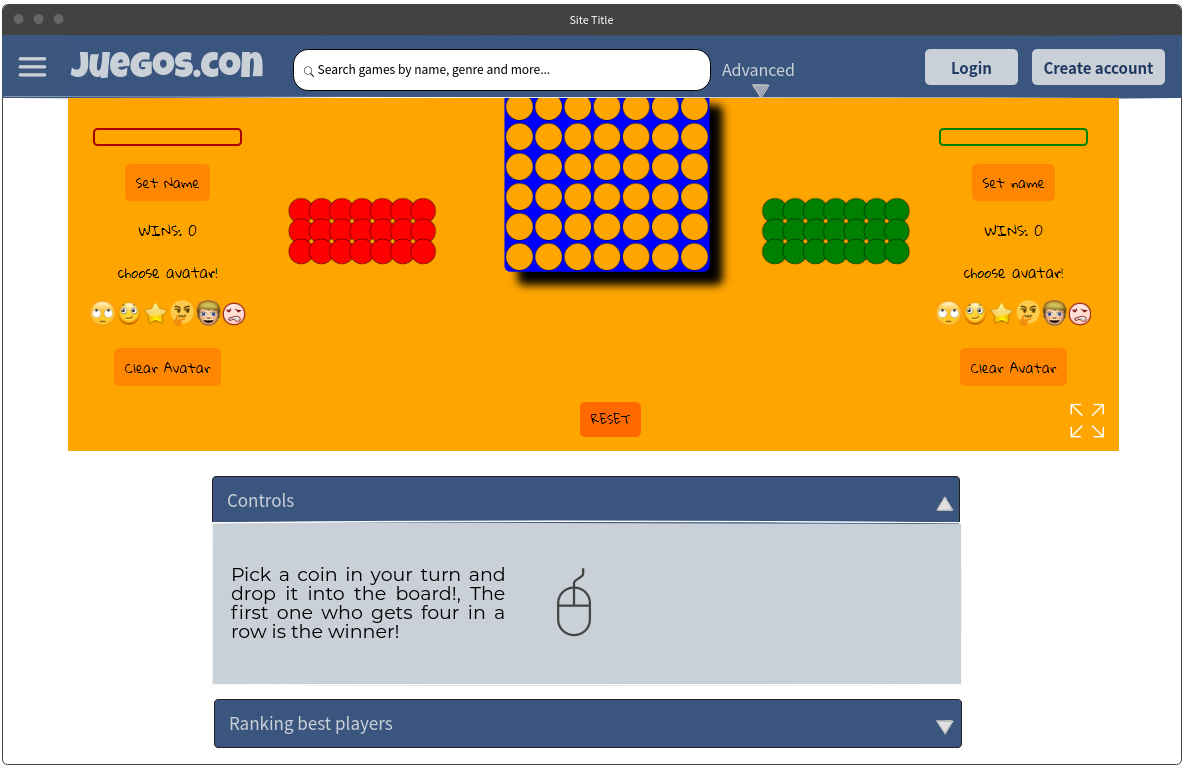 Site Title
Juegos.con
Search games by name, genre and more...
Advanced
Login
Create account
Set Name
WINS: 0
choose avatar!
Clear Avatar
Set name
WINS: 0
choose avatar!
Clear Avatar
RESET
Controls
Pick a coin in your turn and
drop it into the board!, The
first one who gets four in a
row is the winner!
Ranking best players